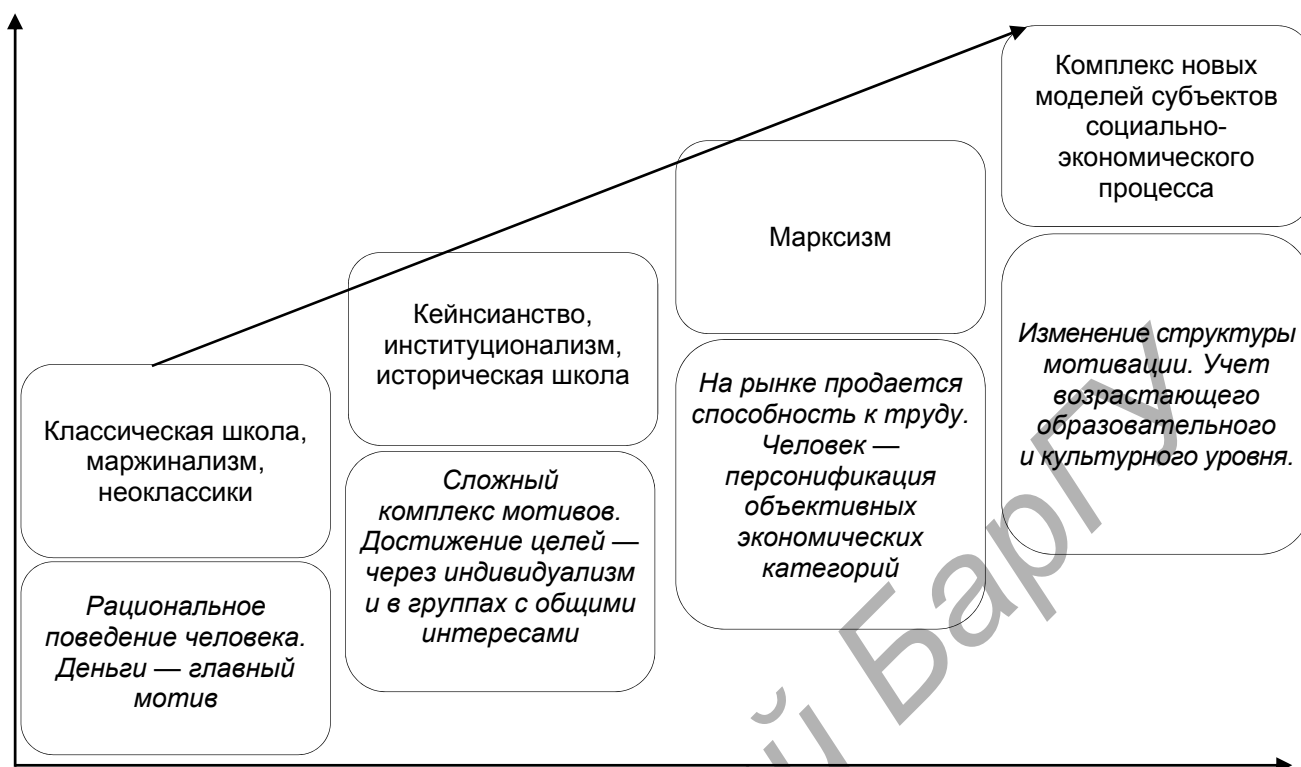 Классическая школа,
маржинализм,
неоклассики
Рациональное
поведение человека.
Деньги — главный
мотив
Кейнсианство,
институционализм,
историческая школа
Сложный
комплекс мотивов.
Достижение целей —
через индивидуализм
и в группах с общими
интересами
Марксизм
На рынке продается
способность к труду.
Человек —
персонификация
объективных
экономических
категорий
Комплекс новых
моделей субъектов
социально-
экономического
процесса
Изменение структуры
мотивации. Учет
возрастающего
образовательного
и культурного уровня.
й БарГУ